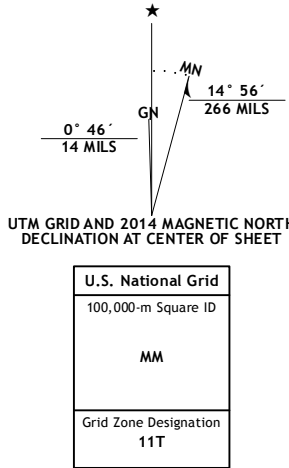 ★
MN
GN
14° 56´
266 MILS
0° 46´
14 MILS
UTM GRID AND 2014 MAGNETIC NORTH
DECLINATION AT CENTER OF SHEET
U.S. National Grid
100,000-m Square ID
MM
Grid Zone Designation
11T